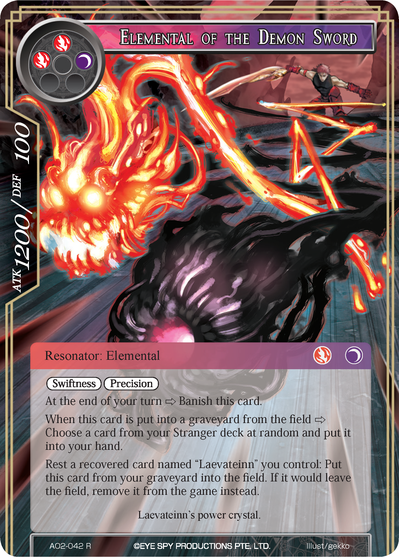 Elemental of the Demon Sword
ATK 1200 / DEF 100
Resonator: Elemental
Swiftness Precision
At the end of your turn ⇨ Banish this card.
When this card is put into a graveyard from the field ⇨
Choose a card from your Stranger deck at random and put it
into your hand.
Rest a recovered card named “Laevateinn” you control: Put
this card from your graveyard into the field. If it would leave
the field, remove it from the game instead.
Laevateinn's power crystal.
A02-042 R ©EYE SPY PRODUCTIONS PTE, LTD. Illust/gekko